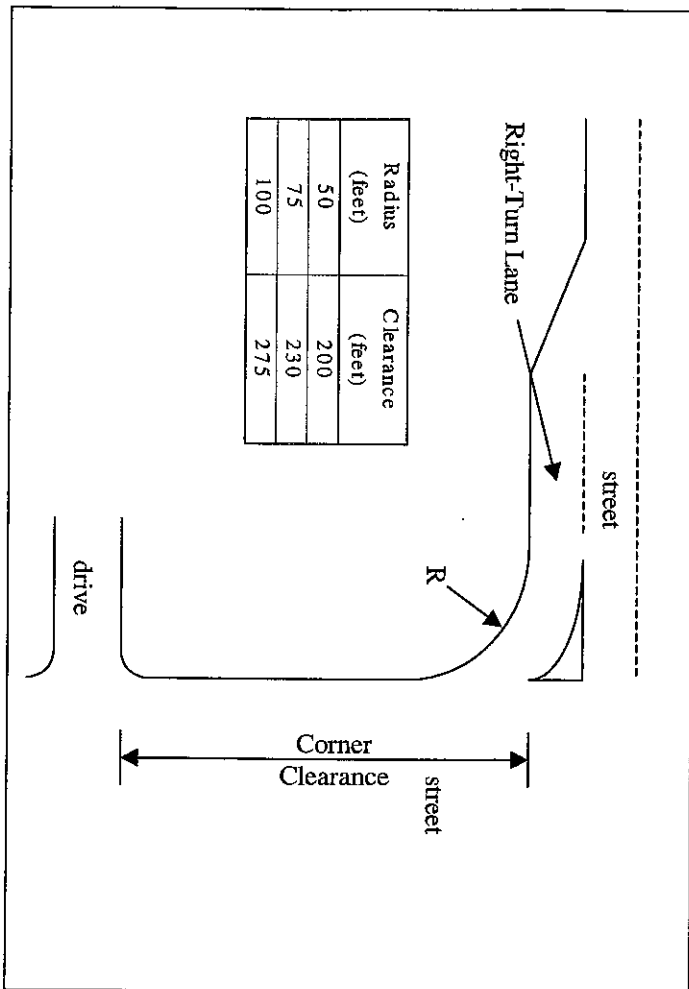 street
Right-Turn Lane
R
Radius Clearance
(feet) (feet)
50 200
75 230
100 275
Corner
Clearance
street
drive